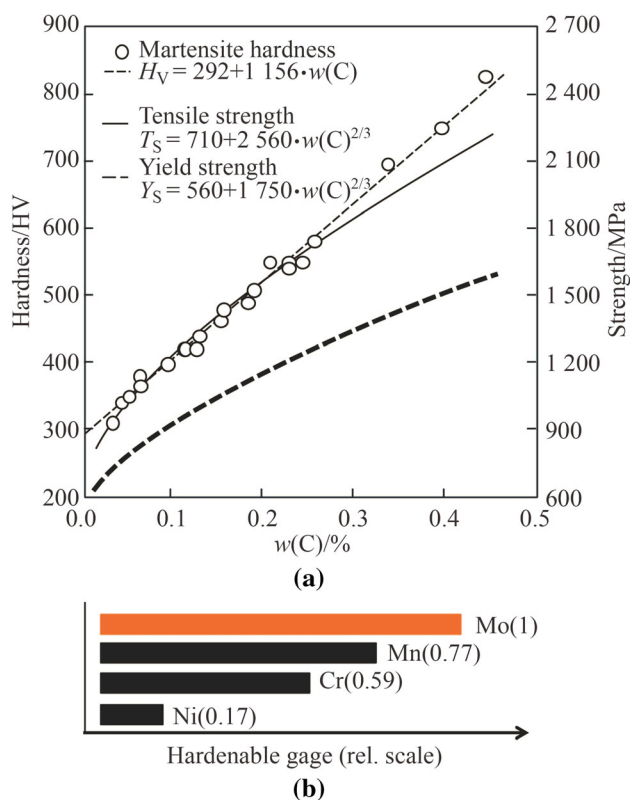 900
800
700
600
500
400
300
200
Hardness/HV
2 700
2 400
2 100
1 800
1 500
1 200
900
600
Strength/MPa
Martensite hardness
H_V = 292+1 156·w(C)
Tensile strength
T_S = 710+2 560·w(C)^2/3
Yield strength
Y_S = 560+1 750·w(C)^2/3
0.0 0.1 0.2 0.3 0.4 0.5
w(C)/%
(a)
Mo(1)
Mn(0.77)
Cr(0.59)
Ni(0.17)
Hardenable gage (rel. scale)
(b)